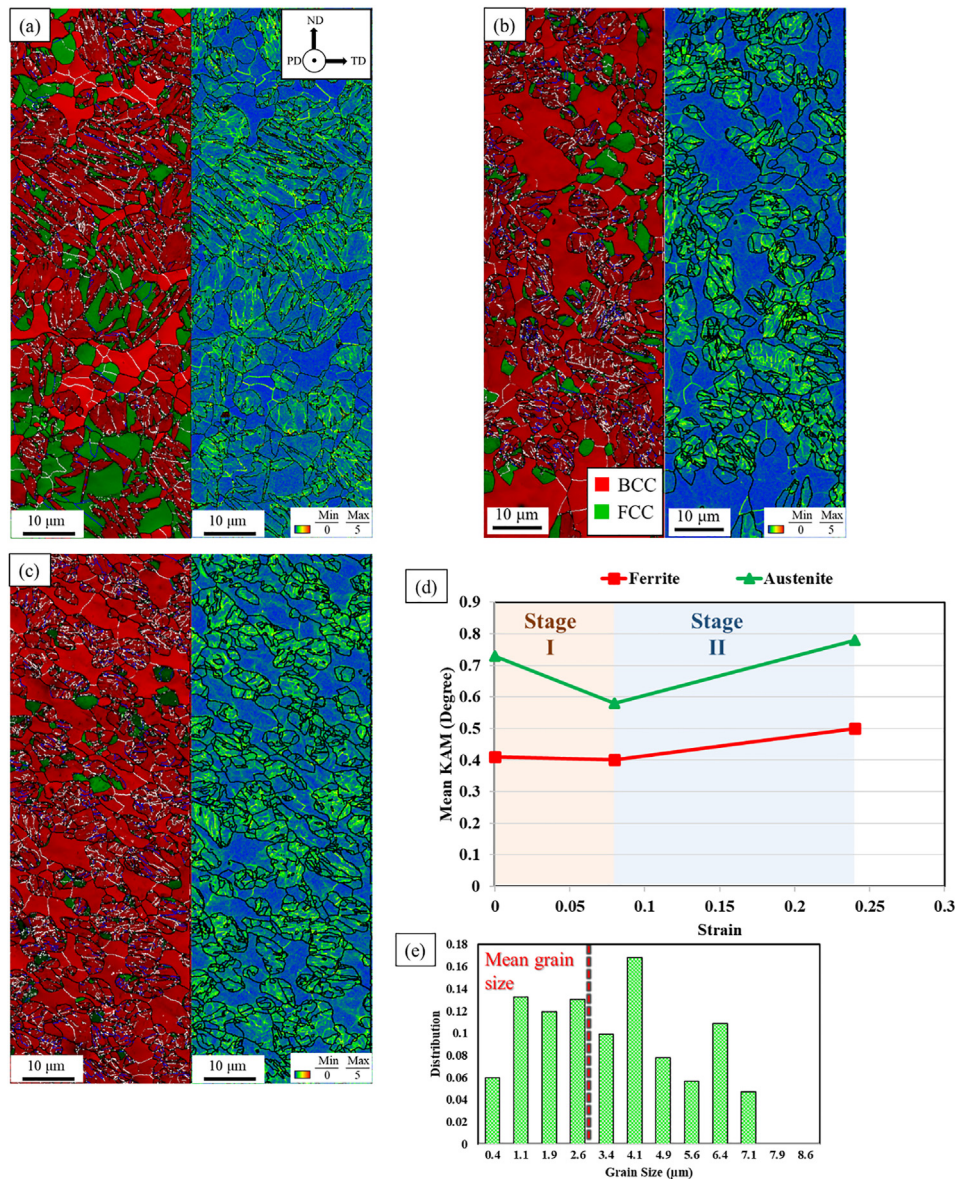 (a)
ND
PD
TD
10 μm
10 μm
Min Max
0 5
(b)
BCC
FCC
10 μm
10 μm
Min Max
0 5
(c)
10 μm
10 μm
Min Max
0 5
(d)
Ferrite Austenite
Stage
I
Stage
II
Mean KAM (Degree)
0.9
0.8
0.7
0.6
0.5
0.4
0.3
0.2
0.1
0
0 0.05 0.1 0.15 0.2 0.25 0.3
Strain
(e)
Mean grain
size
Distribution
0.18
0.16
0.14
0.12
0.1
0.08
0.06
0.04
0.02
0
0.4 1.1 1.9 2.6 3.4 4.1 4.9 5.6 6.4 7.1 7.9 8.6
Grain Size (μm)